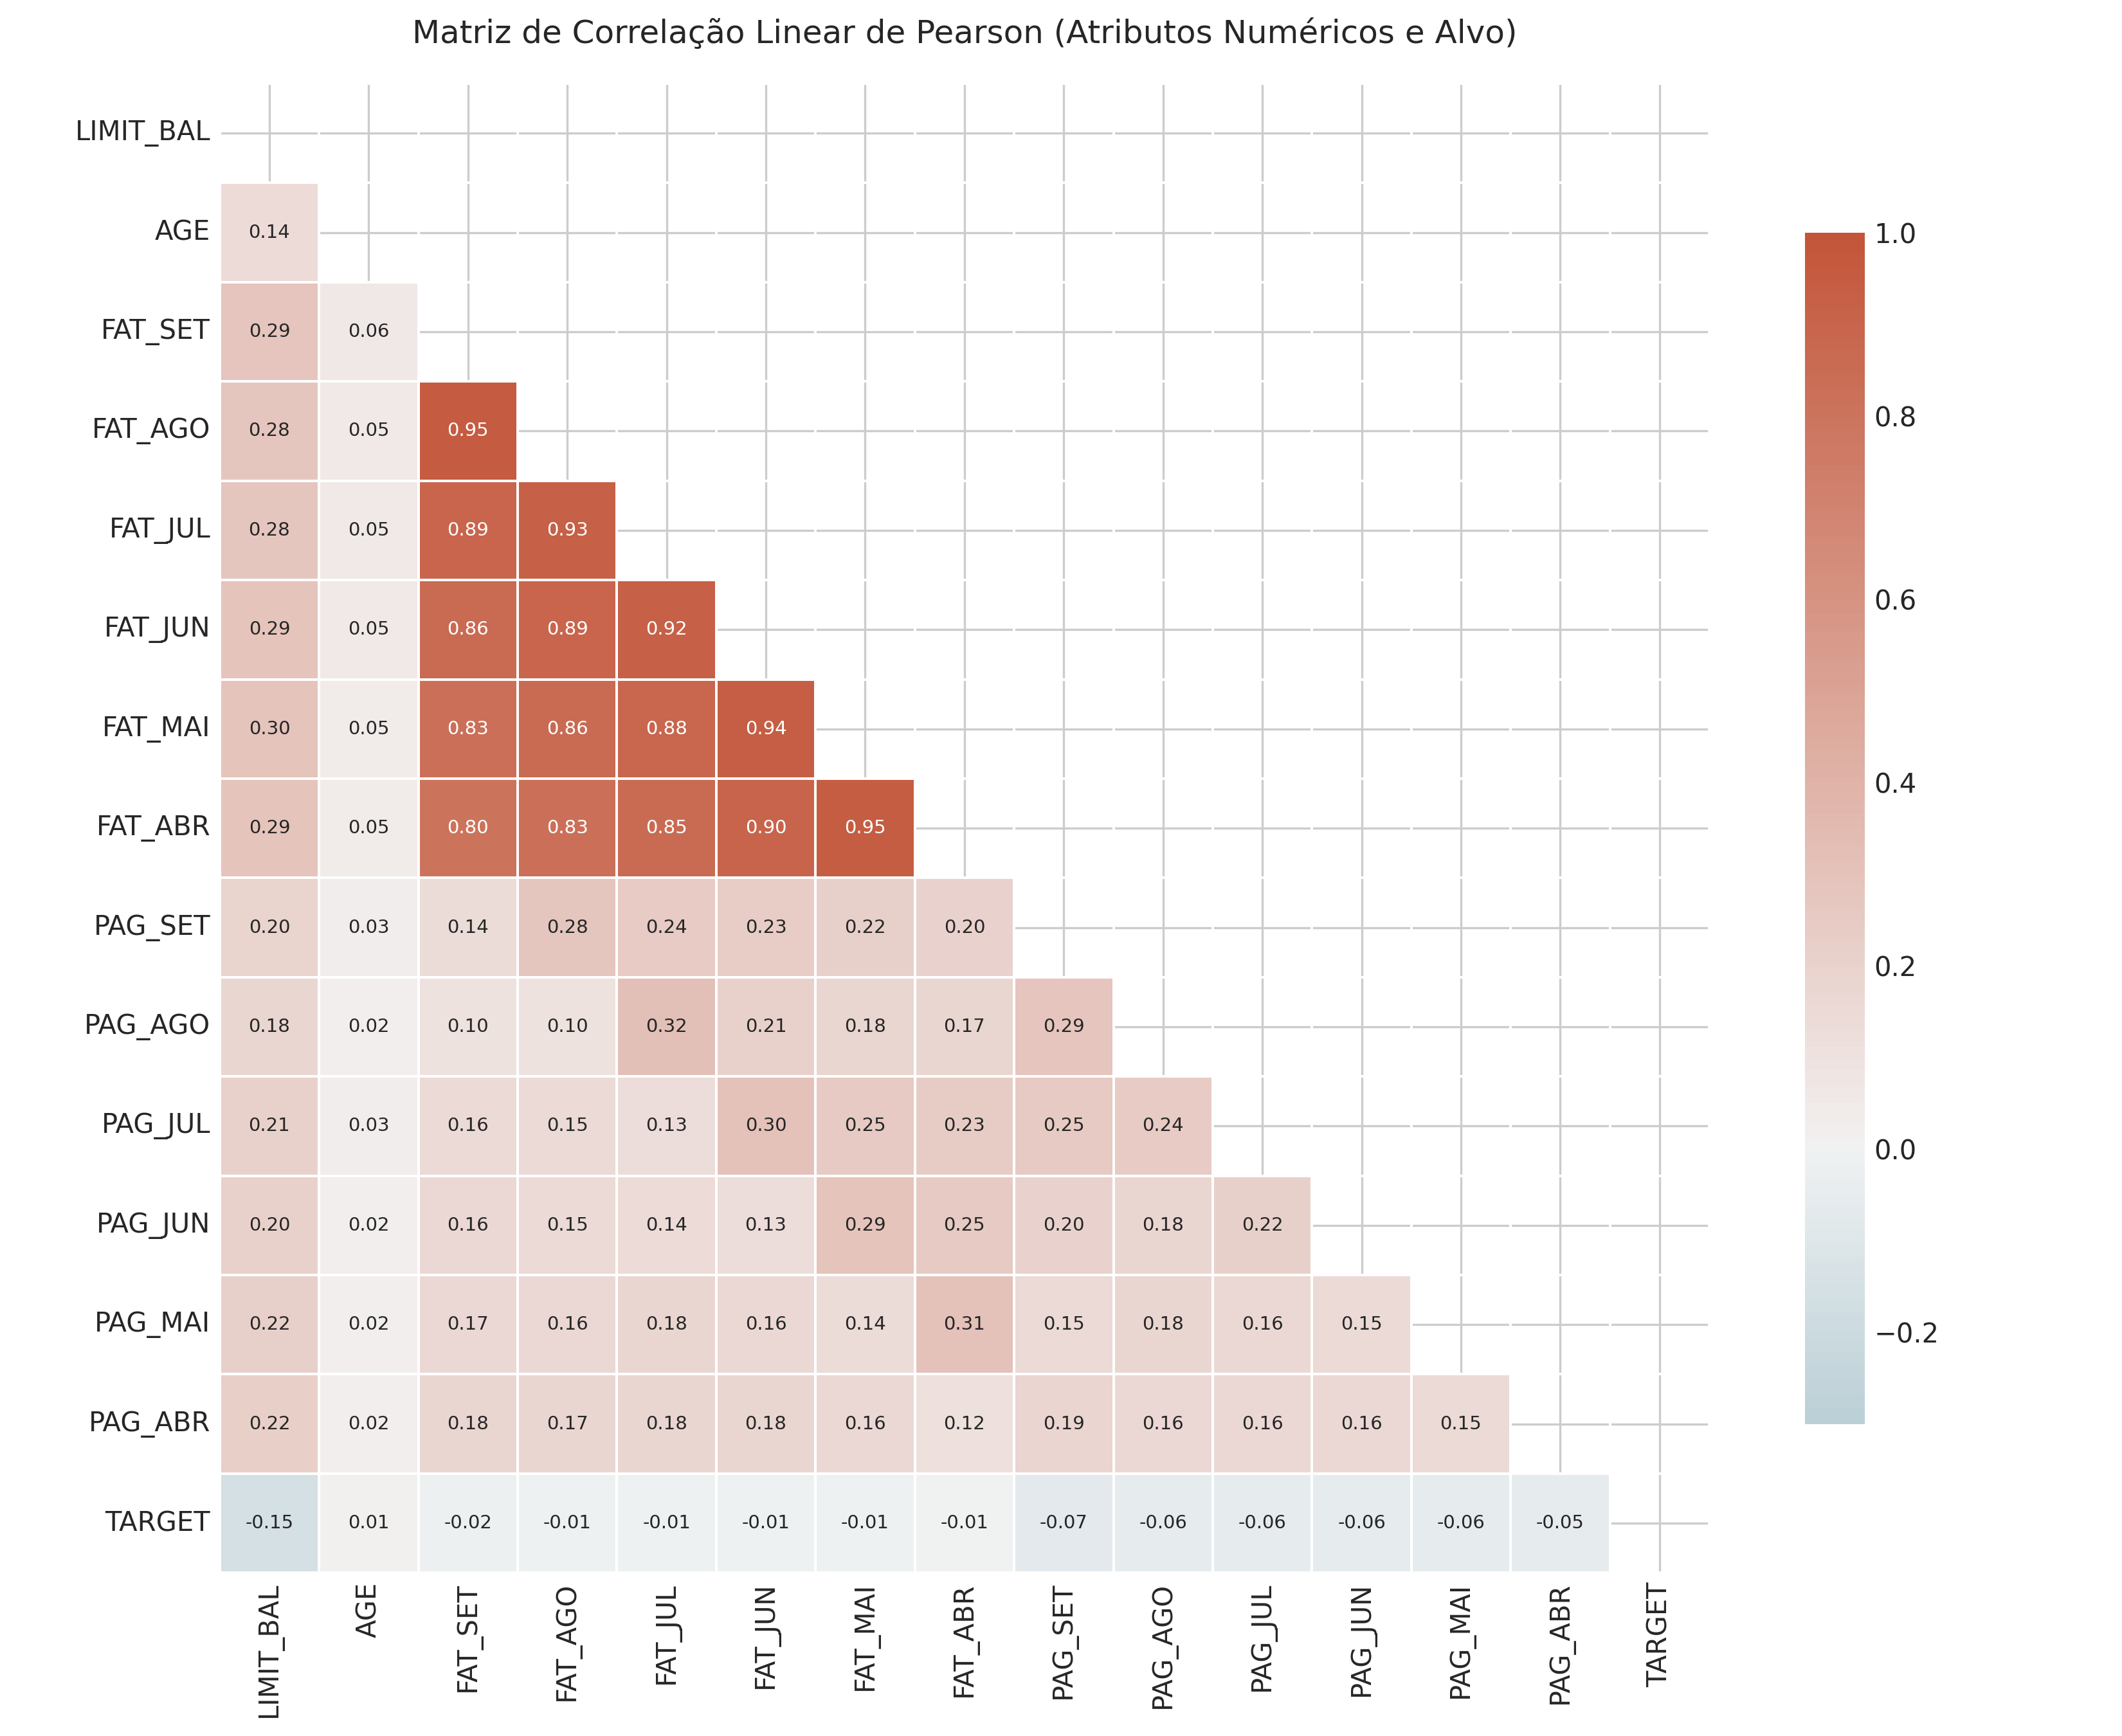 Matriz de Correlação Linear de Pearson (Atributos Numéricos e Alvo)
LIMIT_BAL
AGE 0.14
FAT_SET 0.29 0.06
FAT_AGO 0.28 0.05 0.95
FAT_JUL 0.28 0.05 0.89 0.93
FAT_JUN 0.29 0.05 0.86 0.89 0.92
FAT_MAI 0.30 0.05 0.83 0.86 0.88 0.94
FAT_ABR 0.29 0.05 0.80 0.83 0.85 0.90 0.95
PAG_SET 0.20 0.03 0.14 0.28 0.24 0.23 0.22 0.20
PAG_AGO 0.18 0.02 0.10 0.10 0.32 0.21 0.18 0.17 0.29
PAG_JUL 0.21 0.03 0.16 0.15 0.13 0.30 0.25 0.23 0.25 0.24
PAG_JUN 0.20 0.02 0.16 0.15 0.14 0.13 0.29 0.25 0.20 0.18 0.22
PAG_MAI 0.22 0.02 0.17 0.16 0.18 0.16 0.14 0.31 0.15 0.18 0.16 0.15
PAG_ABR 0.22 0.02 0.18 0.17 0.18 0.18 0.16 0.12 0.19 0.16 0.16 0.16 0.15
TARGET -0.15 0.01 -0.02 -0.01 -0.01 -0.01 -0.01 -0.01 -0.07 -0.06 -0.06 -0.06 -0.06 -0.05
LIMIT_BAL AGE FAT_SET FAT_AGO FAT_JUL FAT_JUN FAT_MAI FAT_ABR PAG_SET PAG_AGO PAG_JUL PAG_JUN PAG_MAI PAG_ABR TARGET
1.0
0.8
0.6
0.4
0.2
0.0
−0.2